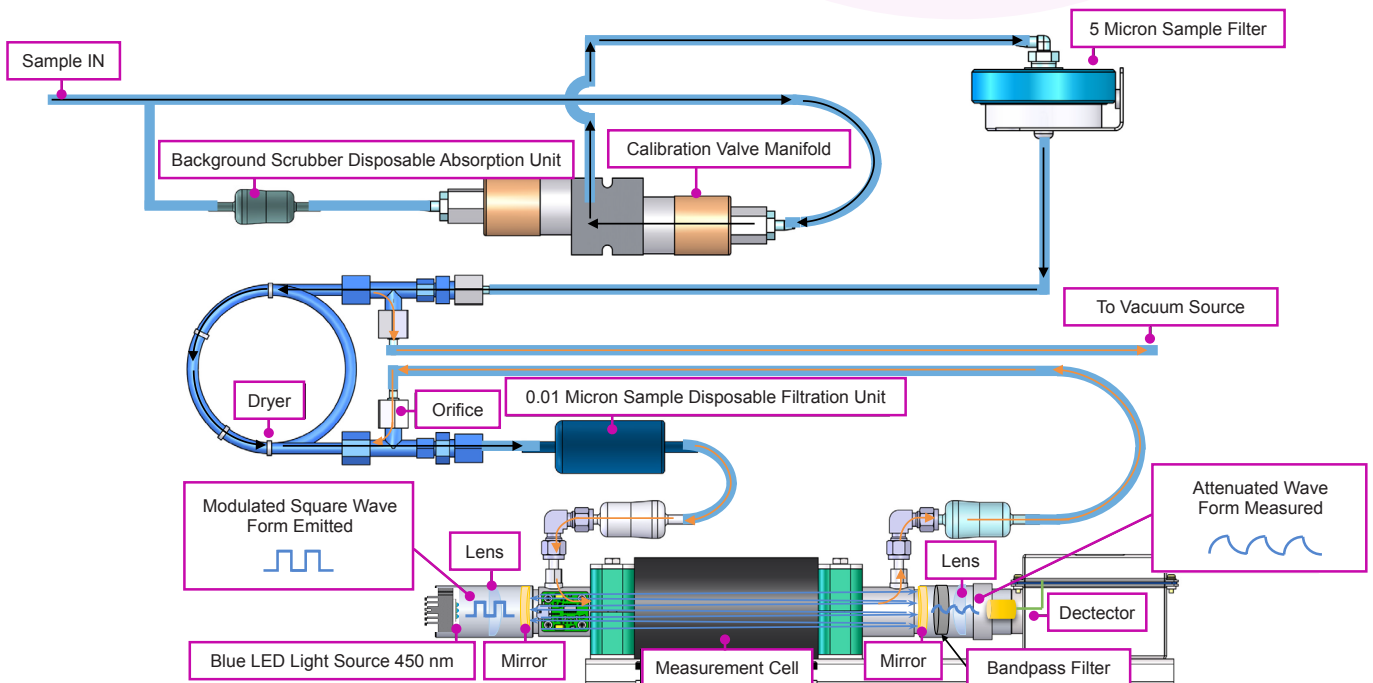 5 Micron Sample Filter
Sample IN
Background Scrubber Disposable Absorption Unit
Calibration Valve Manifold
To Vacuum Source
Dryer
Orifice
0.01 Micron Sample Disposable Filtration Unit
Modulated Square Wave
Form Emitted
Attenuated Wave
Form Measured
Lens
Lens
Dectector
Blue LED Light Source 450 nm
Mirror
Measurement Cell
Mirror
Bandpass Filter